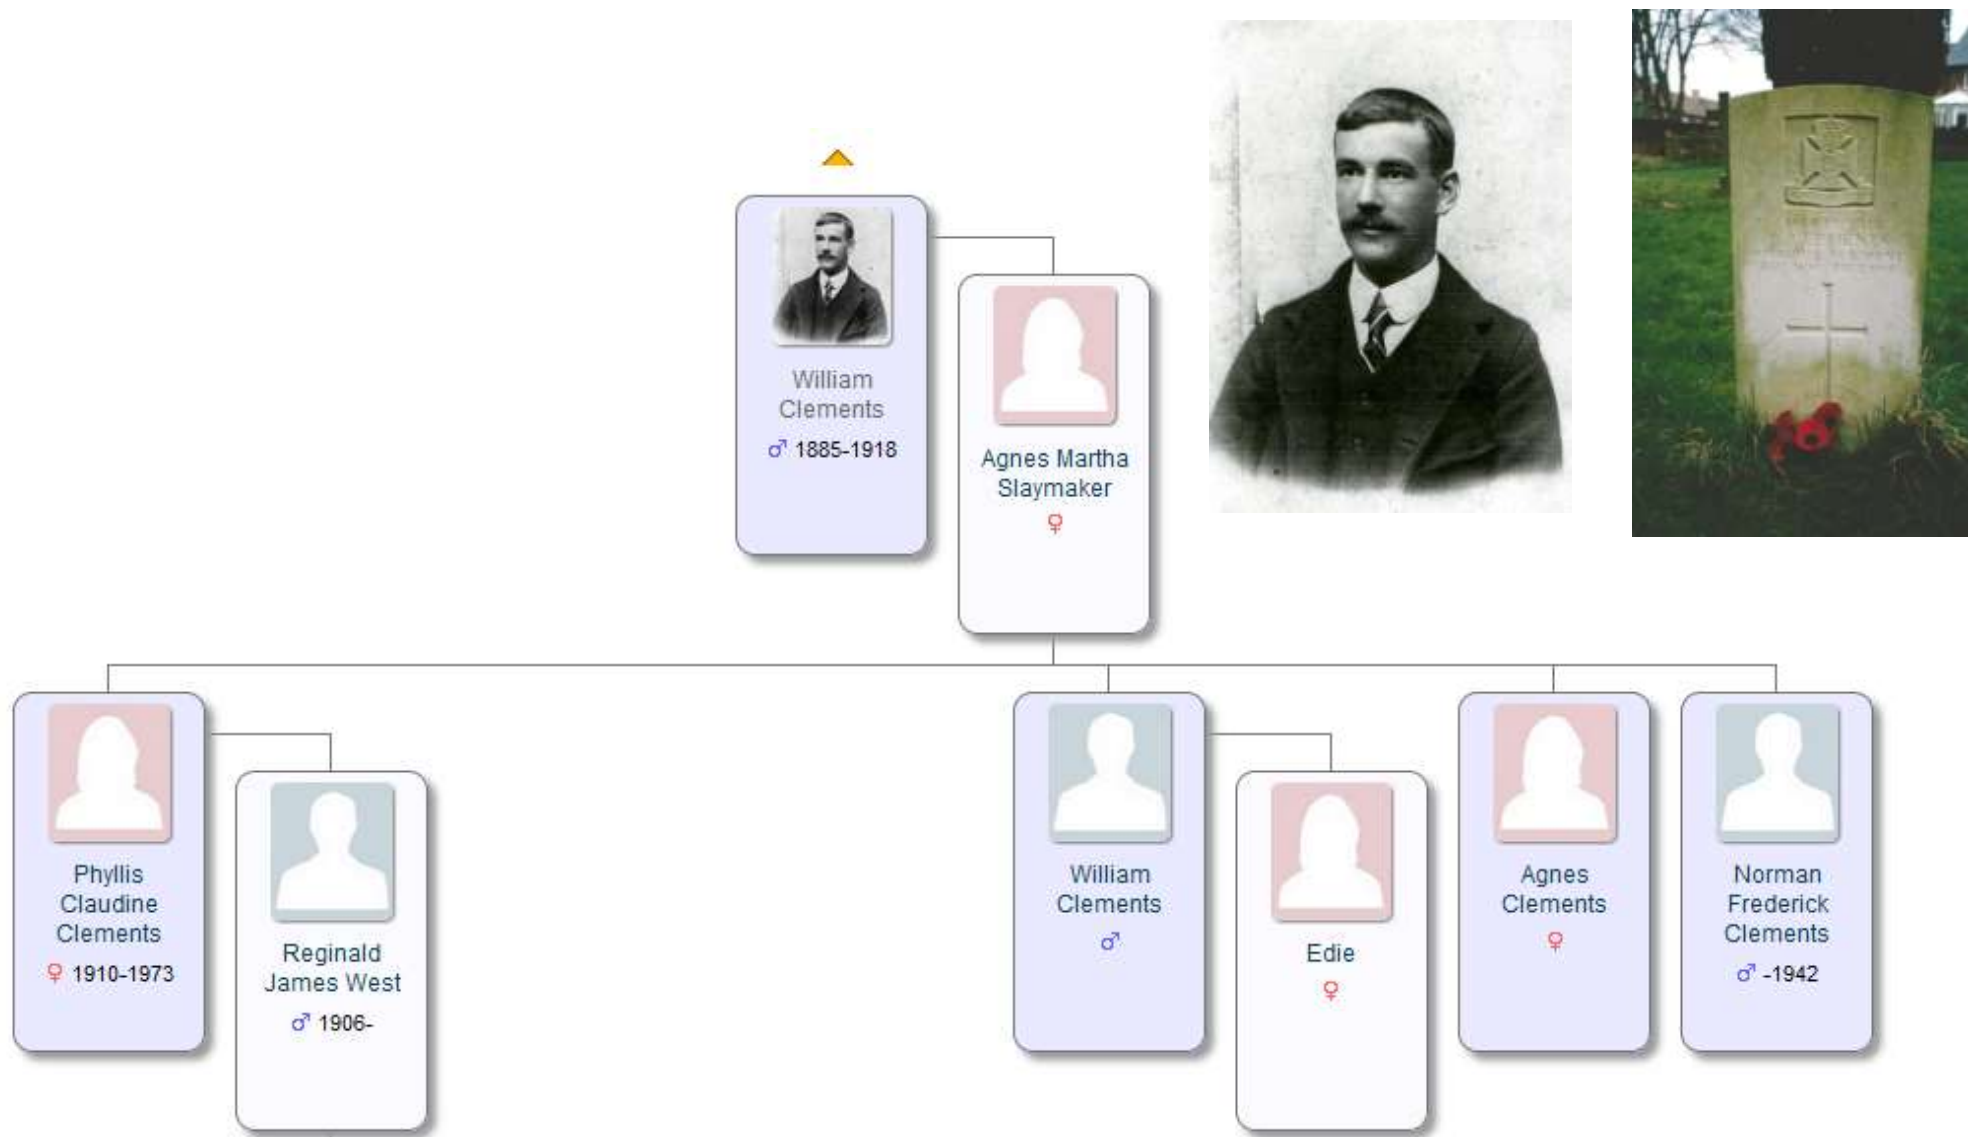 William
Clements
♂ 1885-1918
Agnes Martha
Slaymaker
♀
Phyllis
Claudine
Clements
♀ 1910-1973
Reginald
James West
♂ 1906-
William
Clements
♂
Edie
♀
Agnes
Clements
♀
Norman
Frederick
Clements
♂ -1942